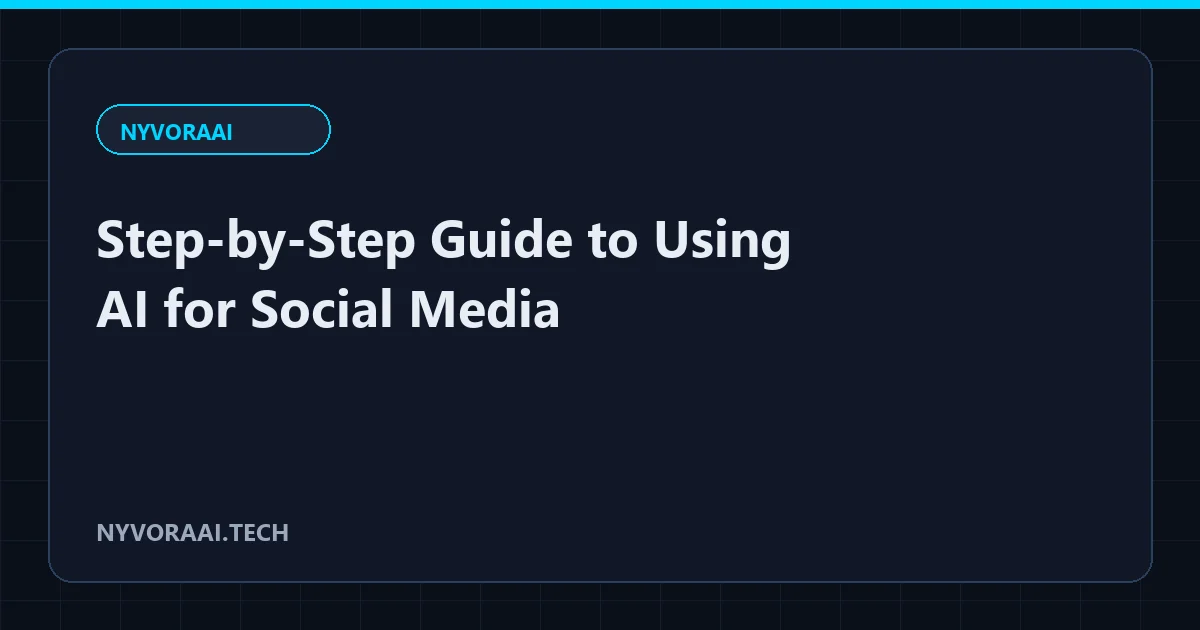 NYVORAAI
Step-by-Step Guide to Using
AI for Social Media
NYVORAAI.TECH